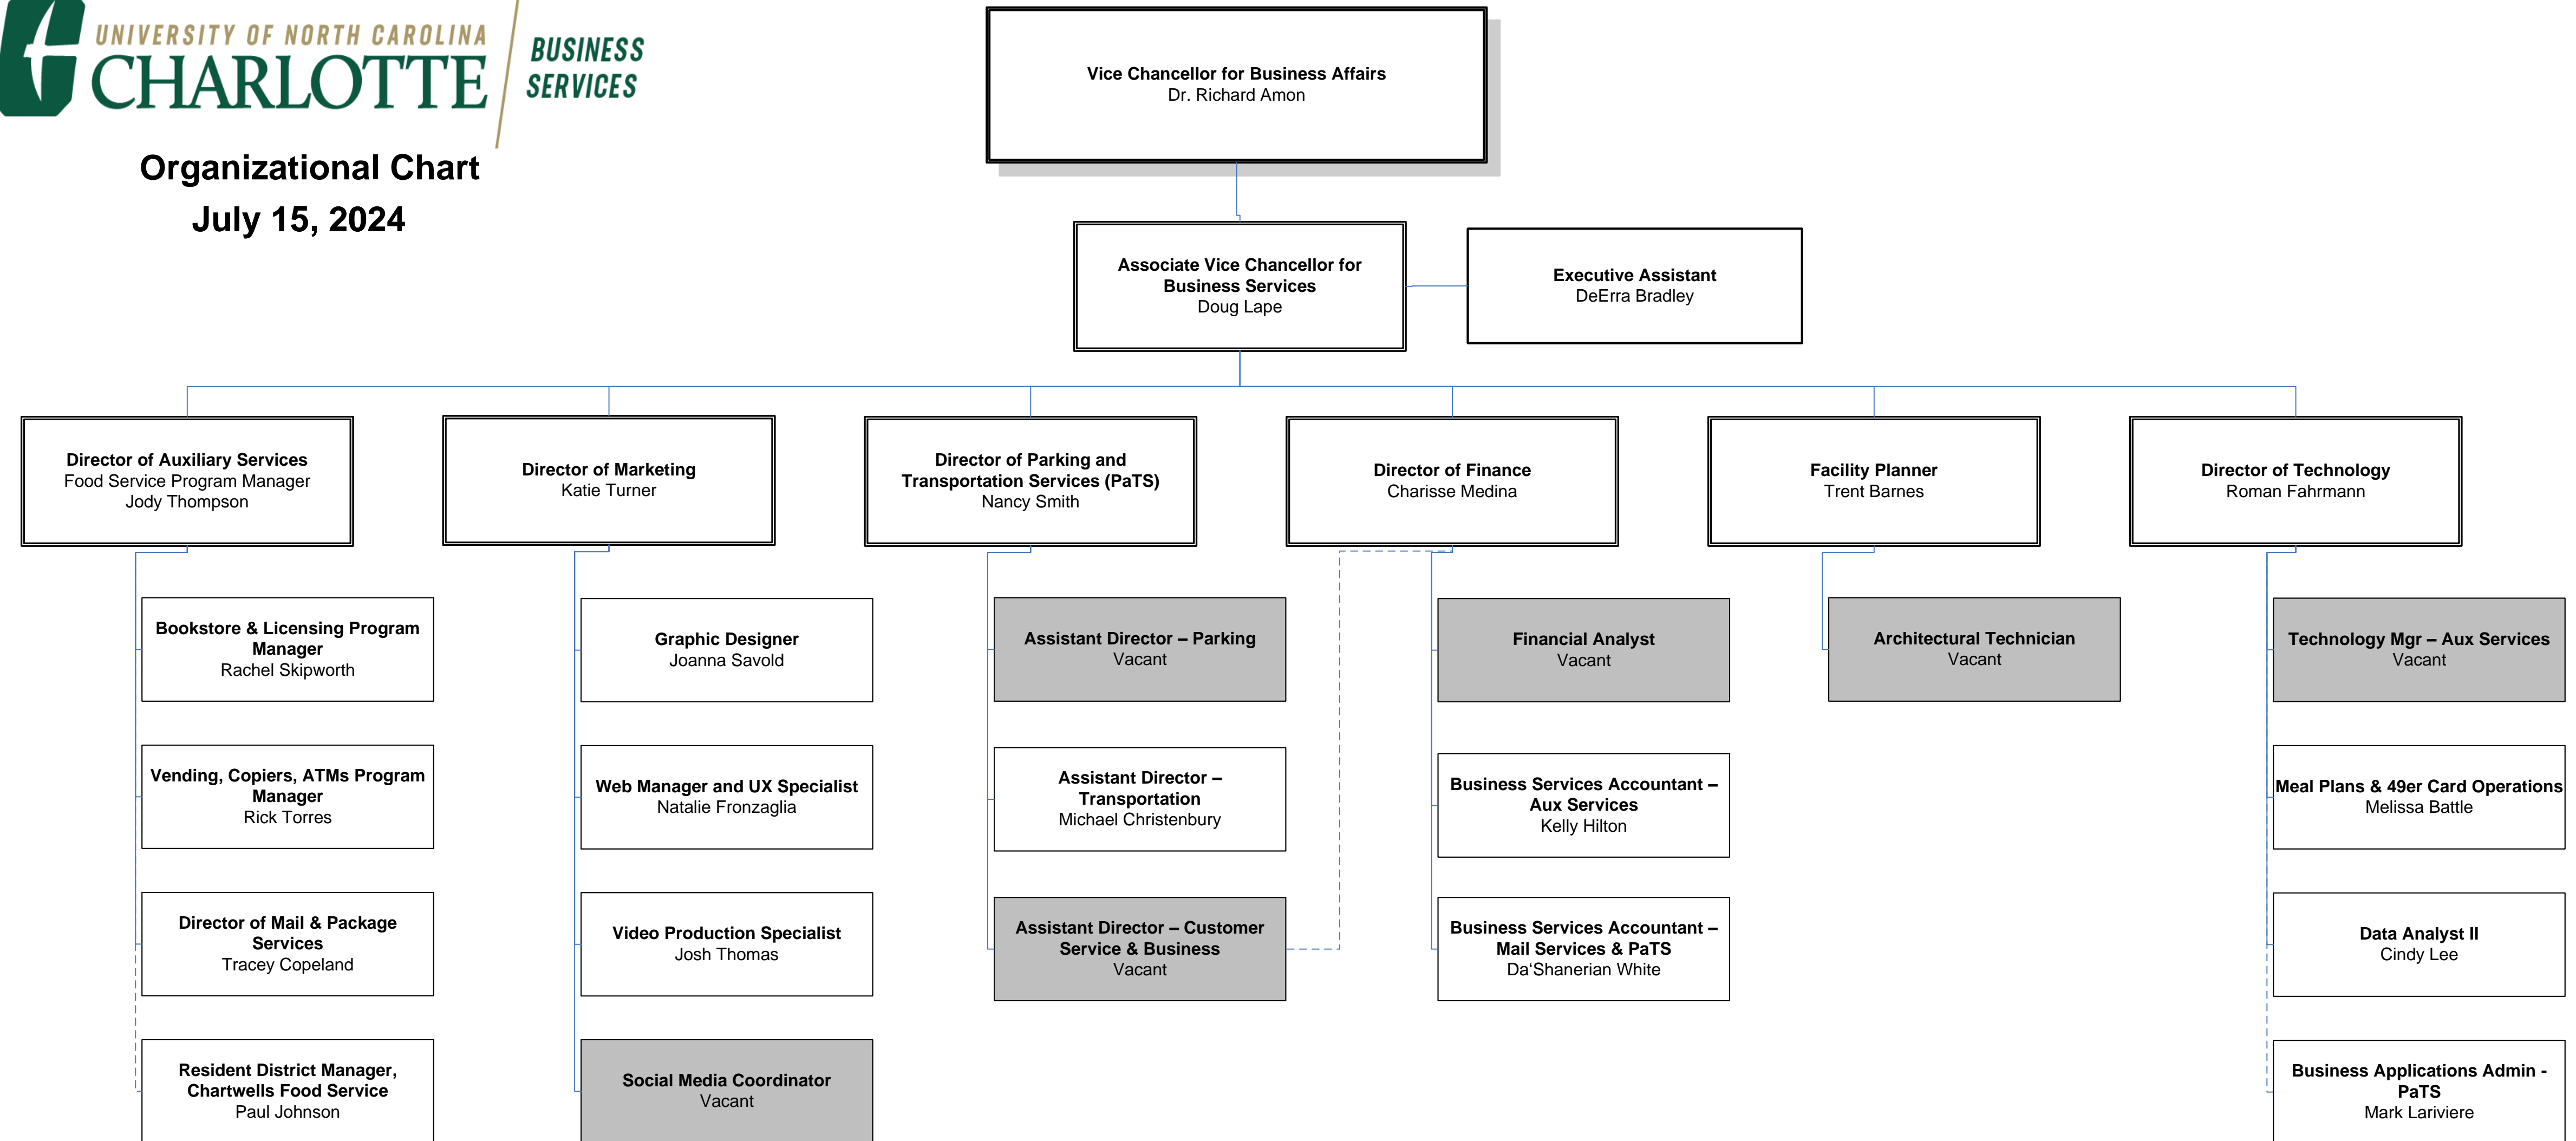 UNIVERSITY OF NORTH CAROLINA
CHARLOTTE
BUSINESS
SERVICES
Organizational Chart
July 15, 2024
Vice Chancellor for Business Affairs
Dr. Richard Amon
Associate Vice Chancellor for
Business Services
Doug Lape
Executive Assistant
DeErra Bradley
Director of Auxiliary Services
Food Service Program Manager
Jody Thompson
Director of Marketing
Katie Turner
Director of Parking and
Transportation Services (PaTS)
Nancy Smith
Director of Finance
Charisse Medina
Facility Planner
Trent Barnes
Director of Technology
Roman Fahrmann
Bookstore & Licensing Program
Manager
Rachel Skipworth
Graphic Designer
Joanna Savold
Assistant Director – Parking
Vacant
Financial Analyst
Vacant
Architectural Technician
Vacant
Technology Mgr – Aux Services
Vacant
Vending, Copiers, ATMs Program
Manager
Rick Torres
Web Manager and UX Specialist
Natalie Fronzaglia
Assistant Director –
Transportation
Michael Christenbury
Business Services Accountant –
Aux Services
Kelly Hilton
Meal Plans & 49er Card Operations
Melissa Battle
Director of Mail & Package
Services
Tracey Copeland
Video Production Specialist
Josh Thomas
Assistant Director – Customer
Service & Business
Vacant
Business Services Accountant –
Mail Services & PaTS
Da‘Shanerian White
Data Analyst II
Cindy Lee
Resident District Manager,
Chartwells Food Service
Paul Johnson
Social Media Coordinator
Vacant
Business Applications Admin -
PaTS
Mark Lariviere